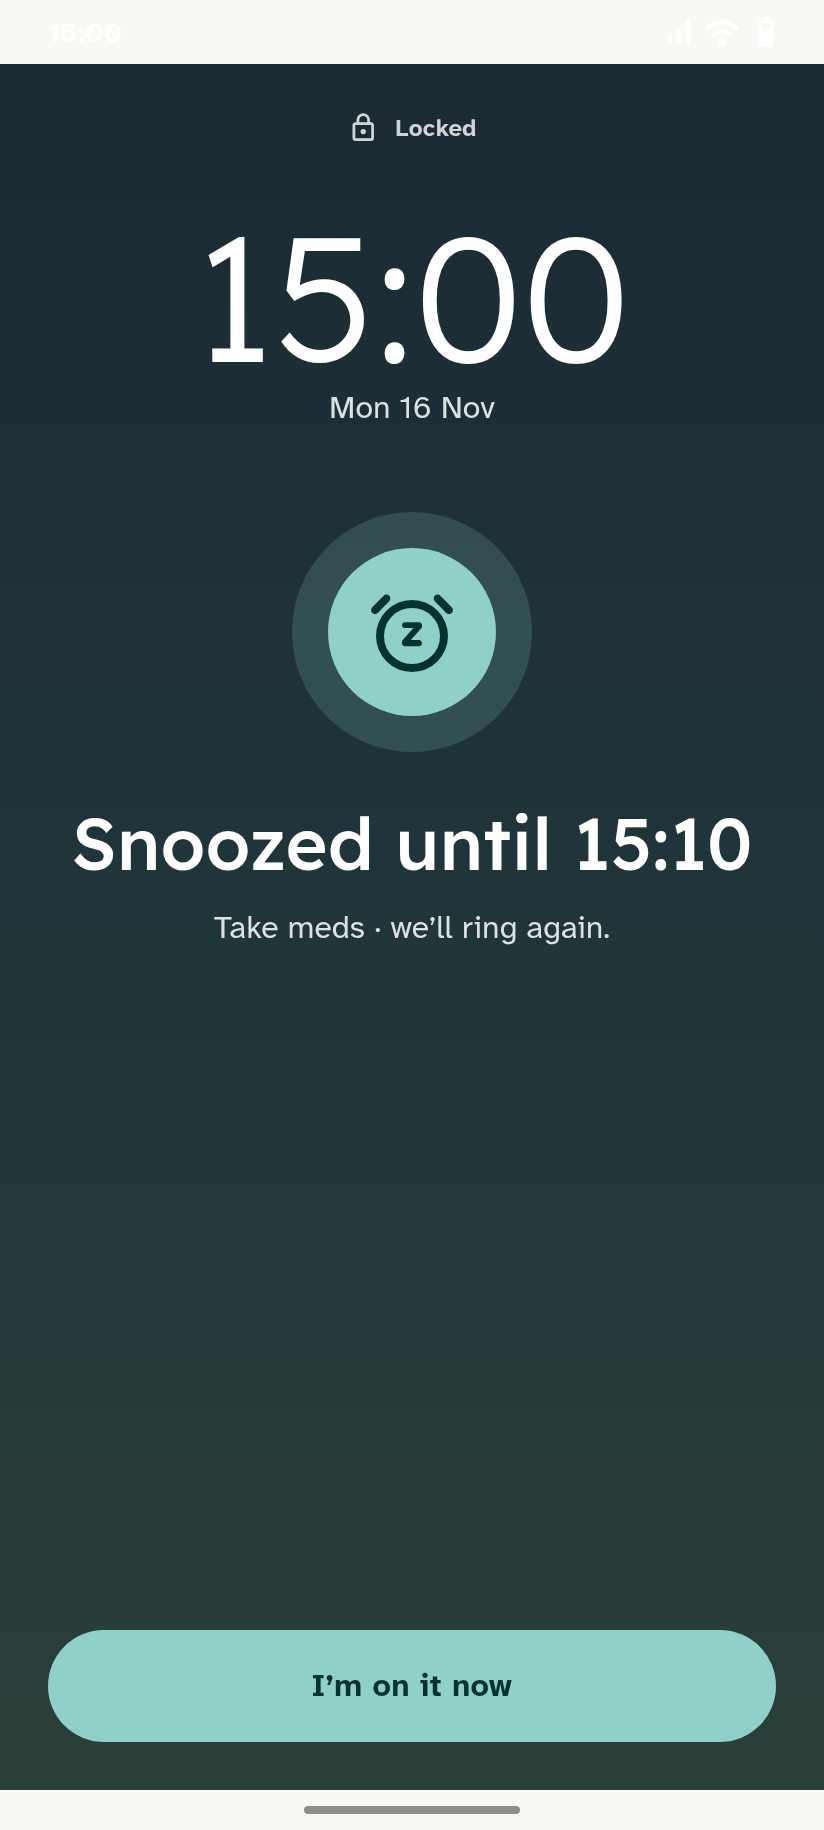 15:00
Locked
15:00
Mon 16 Nov
z
Snoozed until 15:10
Take meds · we’ll ring again.
I’m on it now